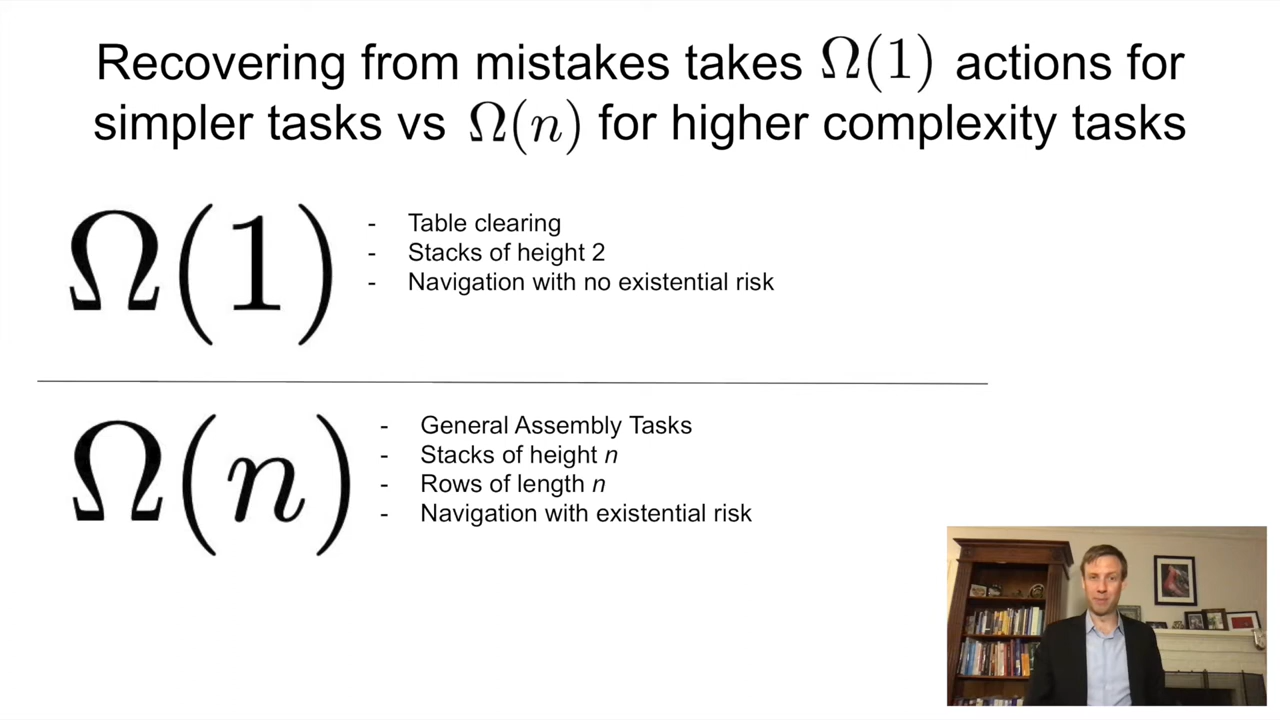 Recovering from mistakes takes Ω(1) actions for
simpler tasks vs Ω(n) for higher complexity tasks
Ω(1)
- Table clearing
- Stacks of height 2
- Navigation with no existential risk
Ω(n)
- General Assembly Tasks
- Stacks of height n
- Rows of length n
- Navigation with existential risk